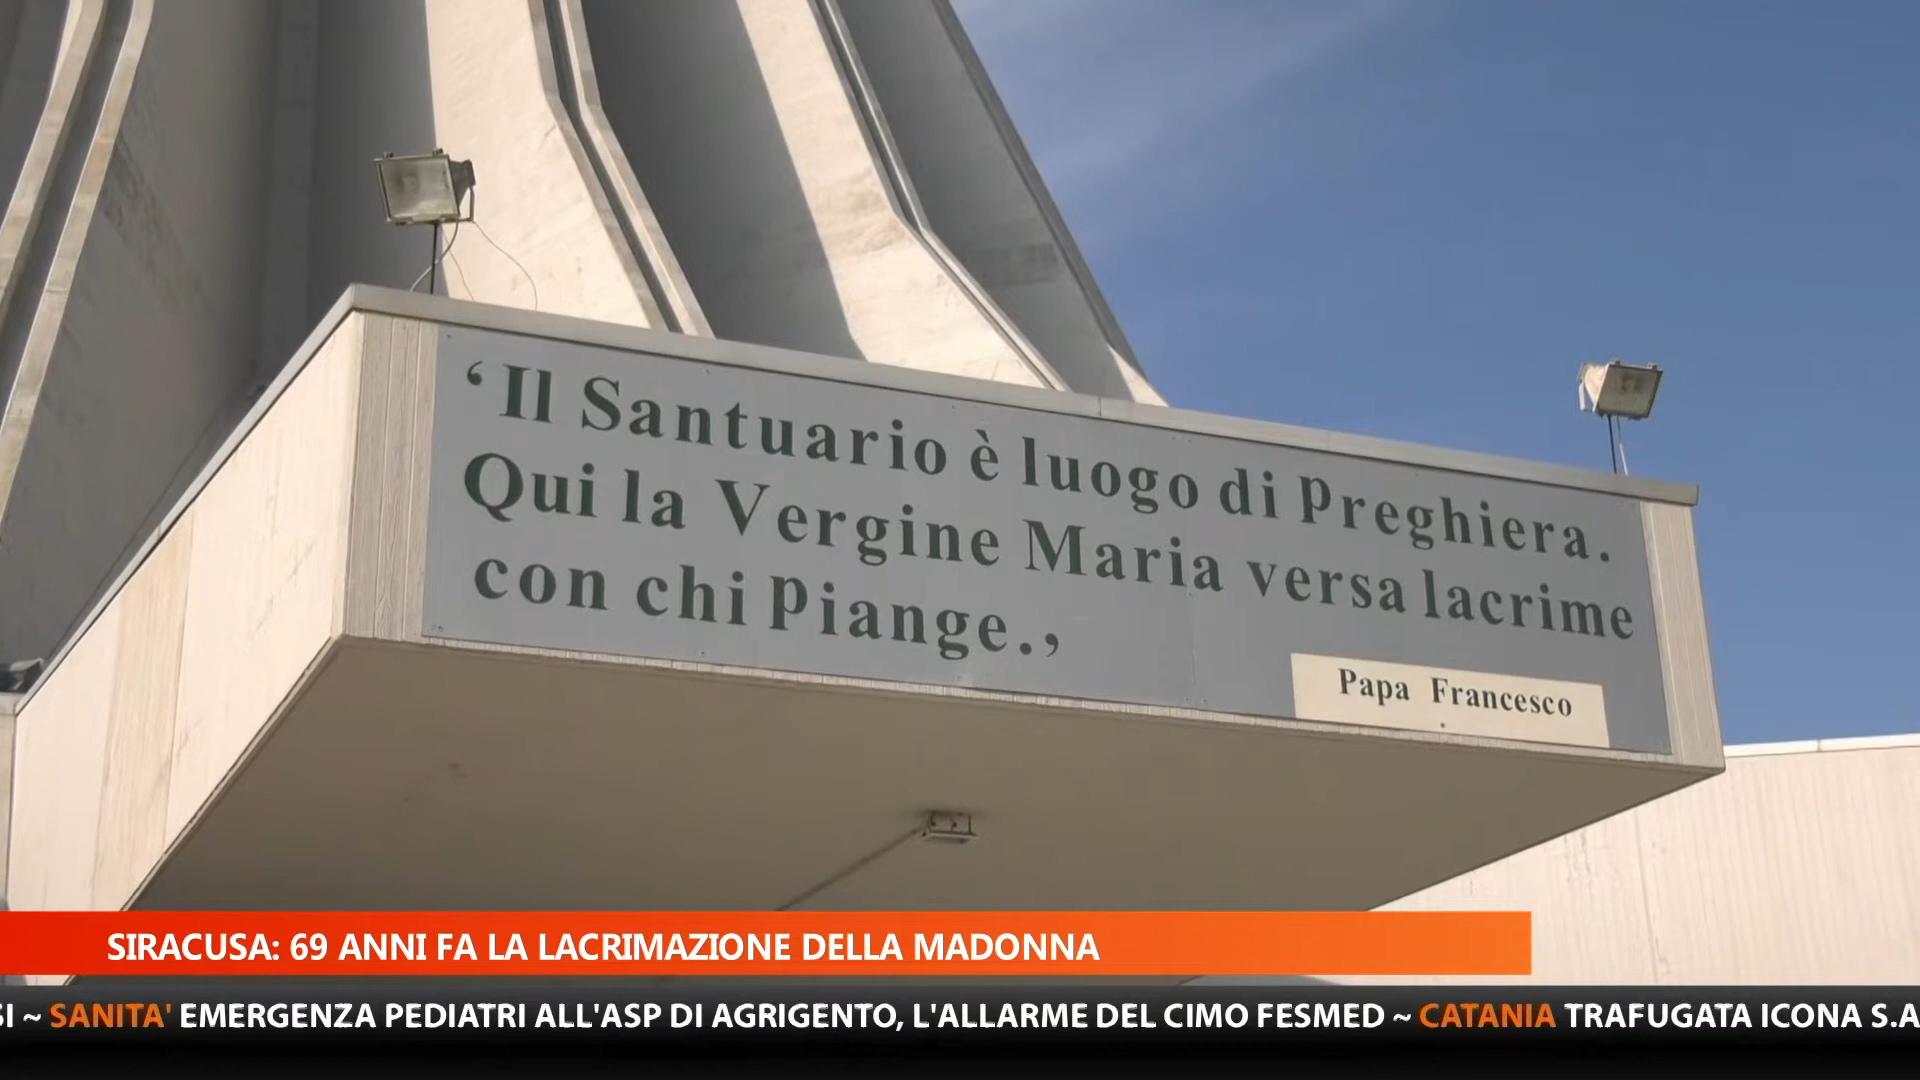 ‘Il Santuario è luogo di Preghiera.
Qui la Vergine Maria versa lacrime
con chi Piange.’
Papa Francesco
SIRACUSA: 69 ANNI FA LA LACRIMAZIONE DELLA MADONNA
SI ~ SANITA' EMERGENZA PEDIATRI ALL'ASP DI AGRIGENTO, L'ALLARME DEL CIMO FESMED ~ CATANIA TRAFUGATA ICONA S.A